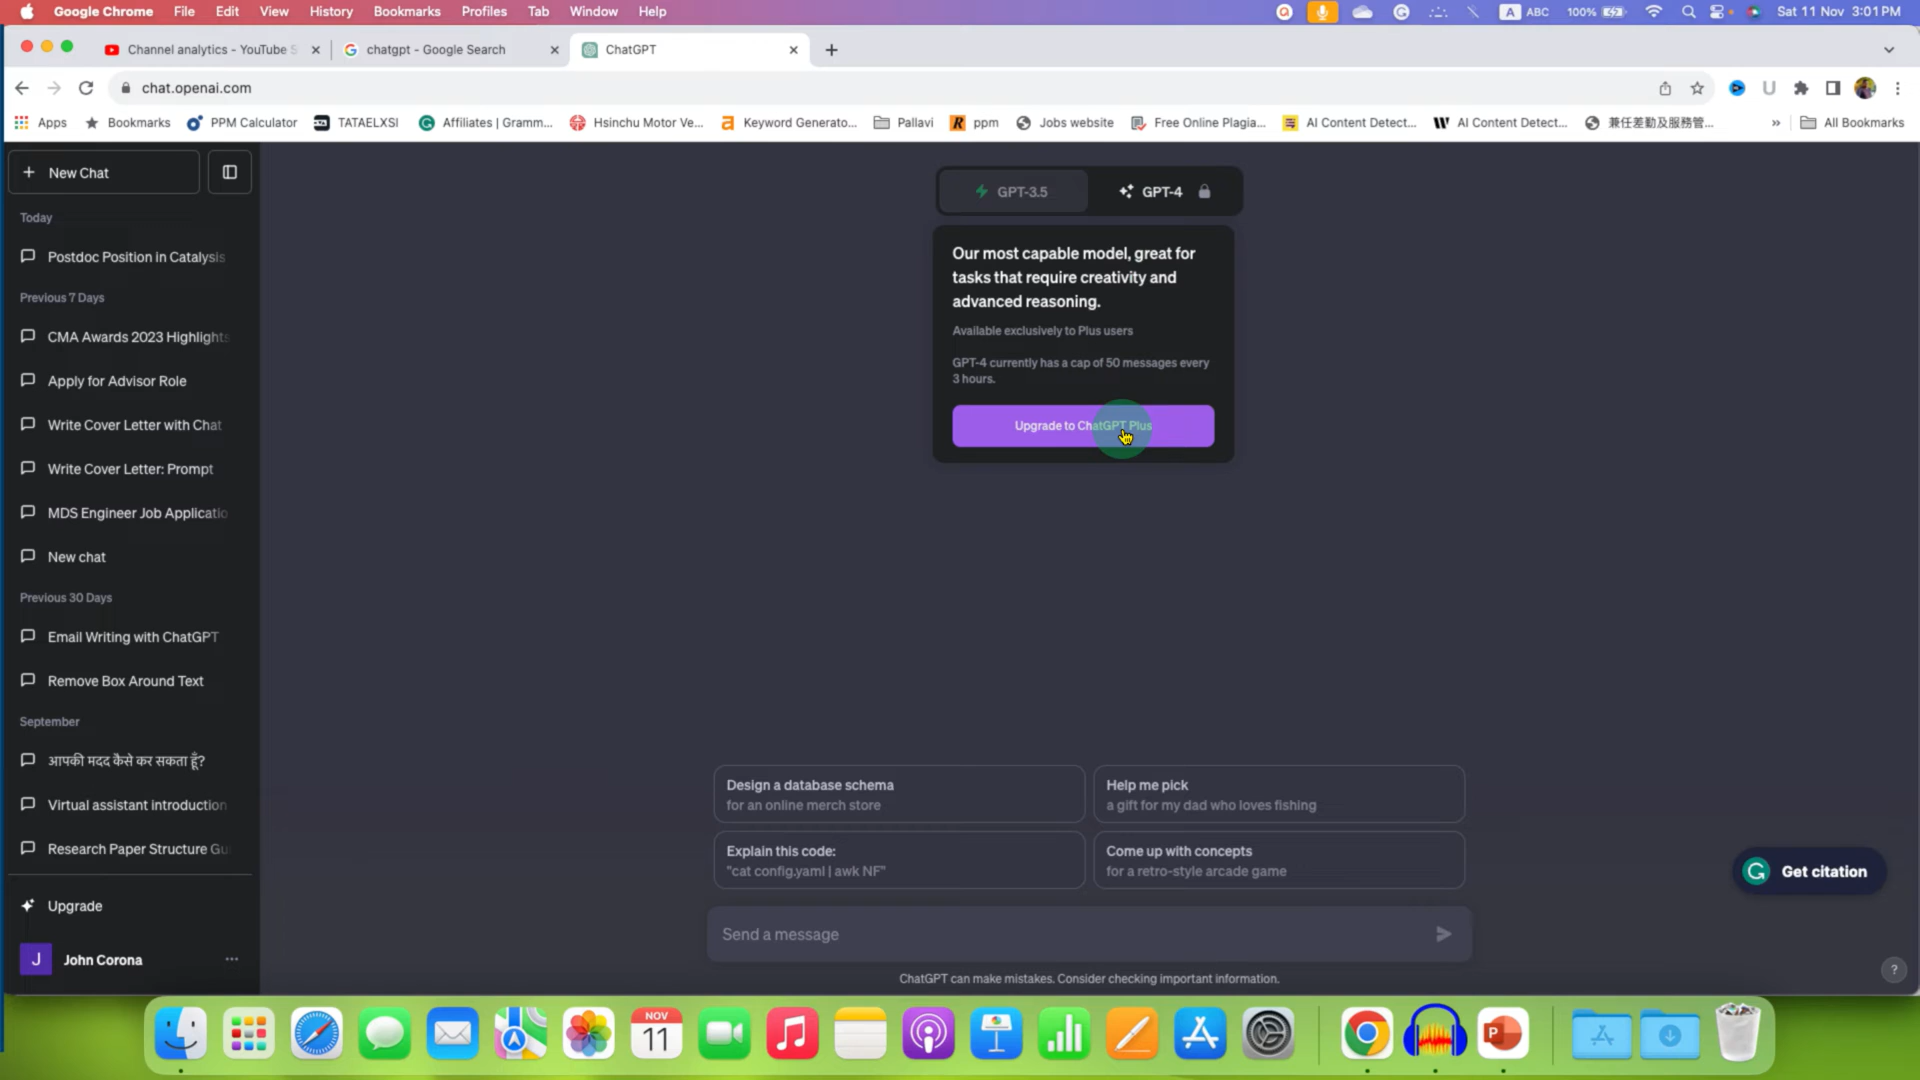 Google Chrome File Edit View History Bookmarks Profiles Tab Window Help
A ABC 100% Sat 11 Nov 3:01 PM
Channel analytics - YouTube S
chatgpt - Google Search
ChatGPT
chat.openai.com
Apps Bookmarks PPM Calculator TATAELXSI Affiliates | Gramm... Hsinchu Motor Ve... Keyword Generato... Pallavi ppm Jobs website Free Online Plagia... AI Content Detect... AI Content Detect... 兼任差勤及服務管... » All Bookmarks
New Chat
Today
Postdoc Position in Catalysis
Previous 7 Days
CMA Awards 2023 Highlights
Apply for Advisor Role
Write Cover Letter with Chat
Write Cover Letter: Prompt
MDS Engineer Job Applicatio
New chat
Previous 30 Days
Email Writing with ChatGPT
Remove Box Around Text
September
आपकी मदद कैसे कर सकता हूँ?
Virtual assistant introduction
Research Paper Structure Gu
Upgrade
J John Corona
GPT-3.5 GPT-4
Our most capable model, great for
tasks that require creativity and
advanced reasoning.
Available exclusively to Plus users
GPT-4 currently has a cap of 50 messages every
3 hours.
Upgrade to ChatGPT Plus
Design a database schema
for an online merch store
Help me pick
a gift for my dad who loves fishing
Explain this code:
"cat config.yaml | awk NF"
Come up with concepts
for a retro-style arcade game
Get citation
Send a message
ChatGPT can make mistakes. Consider checking important information.
?
NOV
11